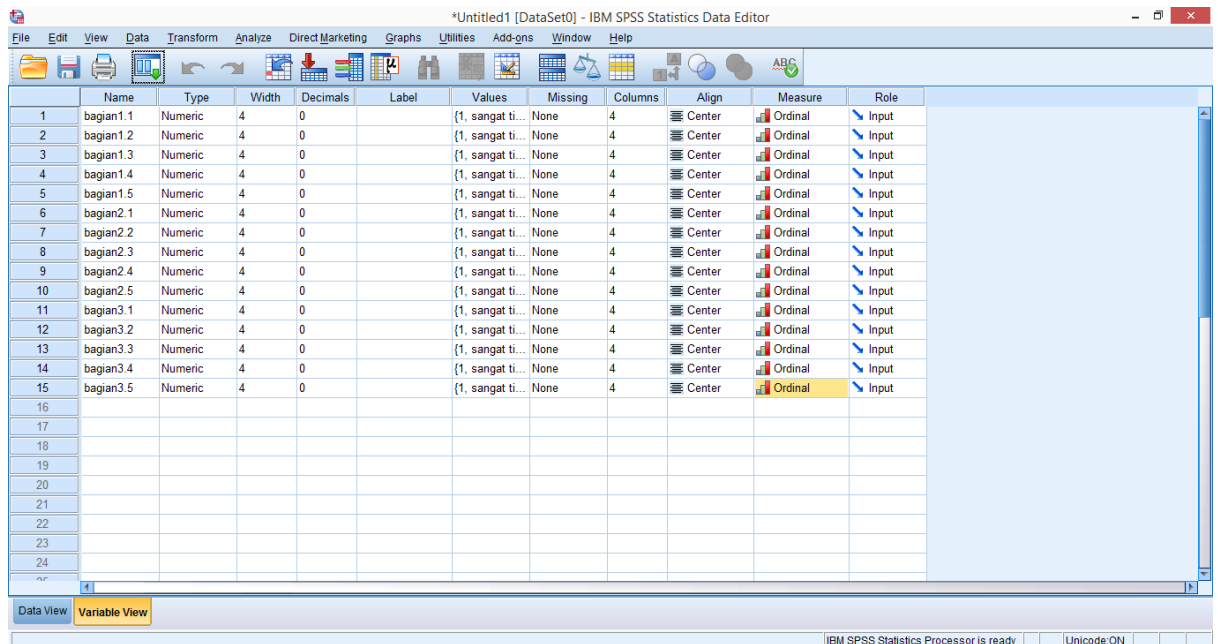 *Untitled1 [DataSet0] - IBM SPSS Statistics Data Editor
File Edit View Data Transform Analyze Direct Marketing Graphs Utilities Add-ons Window Help
Name Type Width Decimals Label Values Missing Columns Align Measure Role
1 bagian1.1 Numeric 4 0 {1, sangat ti... None 4 Center Ordinal Input
2 bagian1.2 Numeric 4 0 {1, sangat ti... None 4 Center Ordinal Input
3 bagian1.3 Numeric 4 0 {1, sangat ti... None 4 Center Ordinal Input
4 bagian1.4 Numeric 4 0 {1, sangat ti... None 4 Center Ordinal Input
5 bagian1.5 Numeric 4 0 {1, sangat ti... None 4 Center Ordinal Input
6 bagian2.1 Numeric 4 0 {1, sangat ti... None 4 Center Ordinal Input
7 bagian2.2 Numeric 4 0 {1, sangat ti... None 4 Center Ordinal Input
8 bagian2.3 Numeric 4 0 {1, sangat ti... None 4 Center Ordinal Input
9 bagian2.4 Numeric 4 0 {1, sangat ti... None 4 Center Ordinal Input
10 bagian2.5 Numeric 4 0 {1, sangat ti... None 4 Center Ordinal Input
11 bagian3.1 Numeric 4 0 {1, sangat ti... None 4 Center Ordinal Input
12 bagian3.2 Numeric 4 0 {1, sangat ti... None 4 Center Ordinal Input
13 bagian3.3 Numeric 4 0 {1, sangat ti... None 4 Center Ordinal Input
14 bagian3.4 Numeric 4 0 {1, sangat ti... None 4 Center Ordinal Input
15 bagian3.5 Numeric 4 0 {1, sangat ti... None 4 Center Ordinal Input
16
17
18
19
20
21
22
23
24
Data View Variable View
IBM SPSS Statistics Processor is ready Unicode:ON